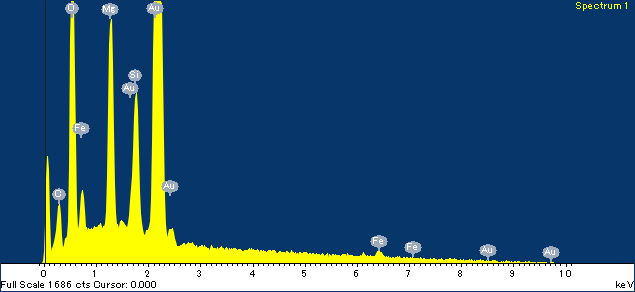 Spectrum 1
O Mg Au
Si
Au
Fe
Au
C
Fe Fe Au Au
0 1 2 3 4 5 6 7 8 9 10
Full Scale 1686 cts Cursor: 0.000 keV